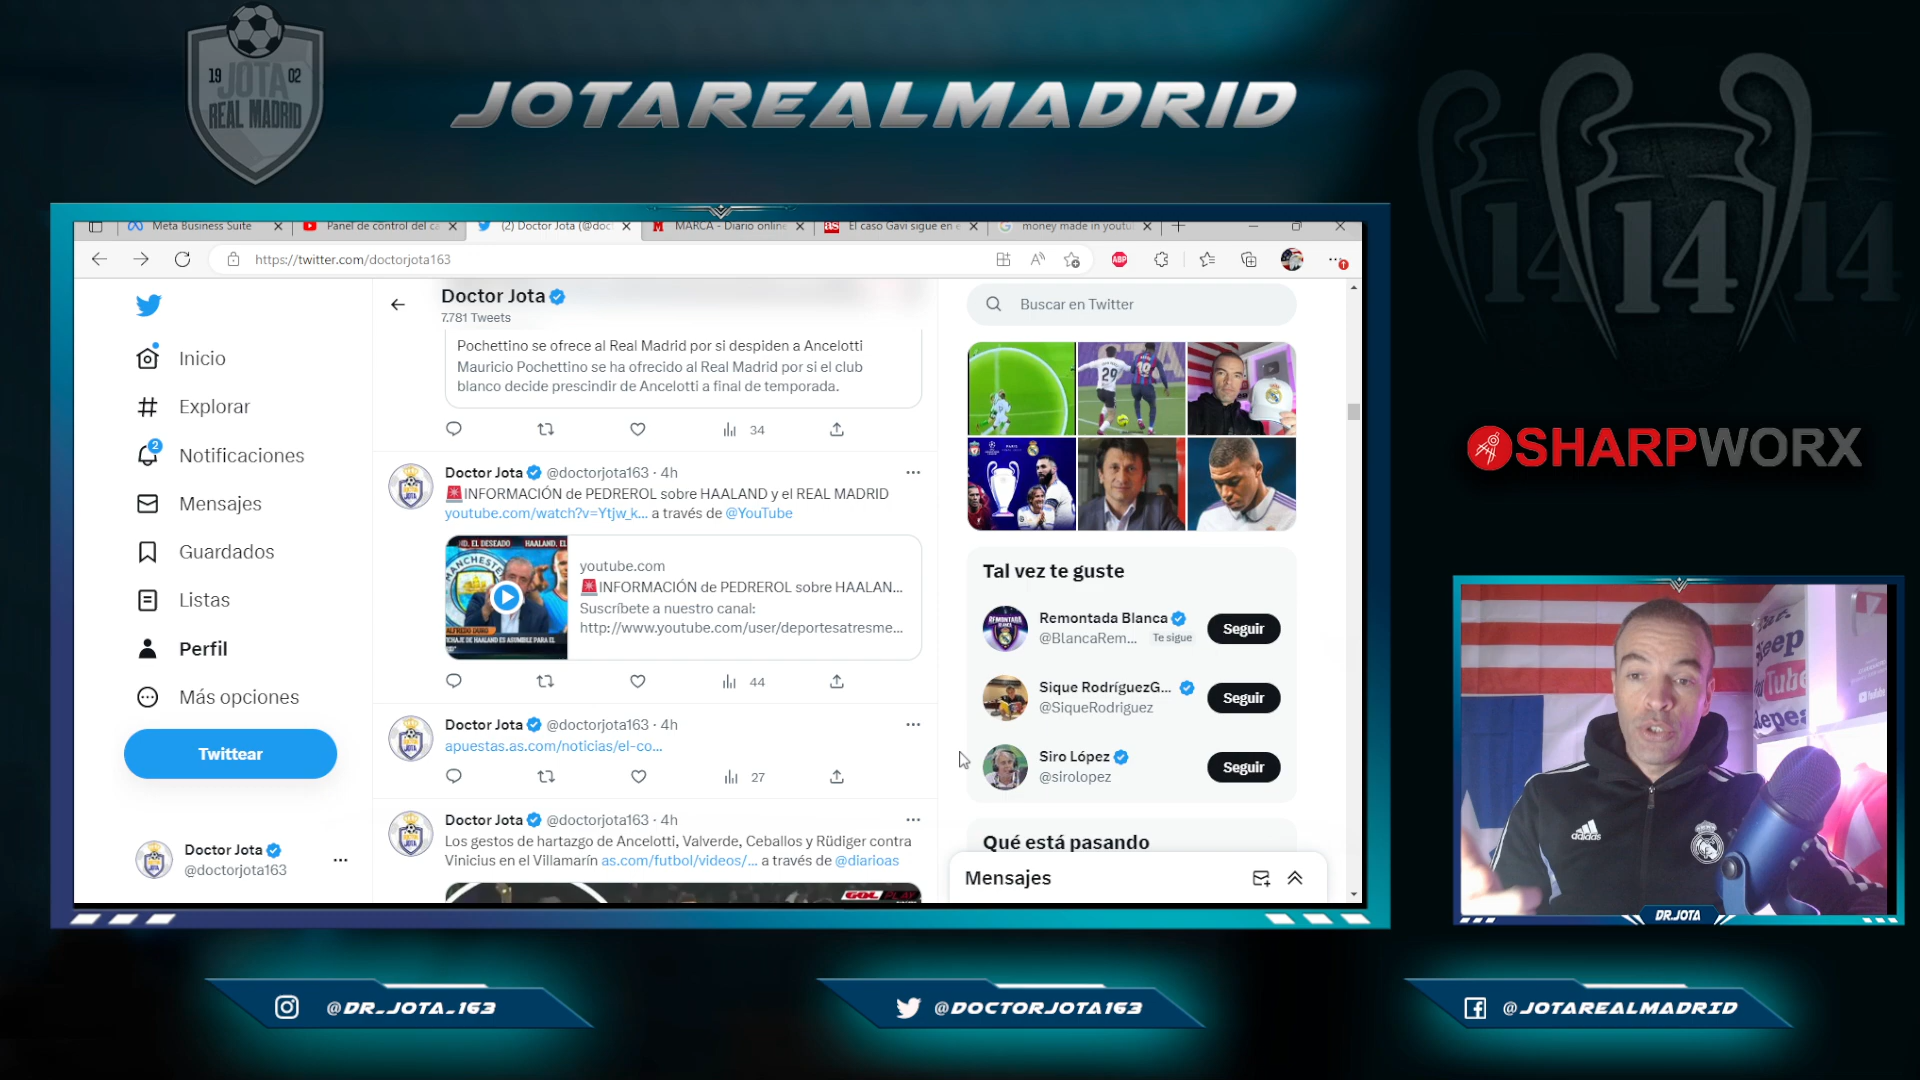 19 02
JOTA
REAL MADRID
JOTAREALMADRID
14
14
14
Meta Business Suite
Panel de control del ca
(2) Doctor Jota (@doct
MARCA - Diario online
El caso Gavi sigue en e
money made in youtu
https://twitter.com/doctorjota163
ABP
Doctor Jota
7.781 Tweets
Buscar en Twitter
Inicio
Explorar
2
Notificaciones
Mensajes
Guardados
Listas
Perfil
Más opciones
Twittear
Doctor Jota
@doctorjota163
Pochettino se ofrece al Real Madrid por si despiden a Ancelotti
Mauricio Pochettino se ha ofrecido al Real Madrid por si el club
blanco decide prescindir de Ancelotti a final de temporada.
34
Doctor Jota @doctorjota163 · 4h
🚨INFORMACIÓN de PEDREROL sobre HAALAND y el REAL MADRID
youtube.com/watch?v=Ytjw_k... a través de @YouTube
youtube.com
🚨INFORMACIÓN de PEDREROL sobre HAALAN...
Suscríbete a nuestro canal:
http://www.youtube.com/user/deportesatresme...
44
Doctor Jota @doctorjota163 · 4h
apuestas.as.com/noticias/el-co...
27
Doctor Jota @doctorjota163 · 4h
Los gestos de hartazgo de Ancelotti, Valverde, Ceballos y Rüdiger contra
Vinicius en el Villamarín as.com/futbol/videos/... a través de @diarioas
Tal vez te guste
Remontada Blanca
@BlancaRem... Te sigue
Seguir
Sique RodríguezG...
@SiqueRodriguez
Seguir
Siro López
@sirolopez
Seguir
Qué está pasando
Mensajes
SHARPWORX
adidas
DR.JOTA
@DR_JOTA_163
@DOCTORJOTA163
@JOTAREALMADRID